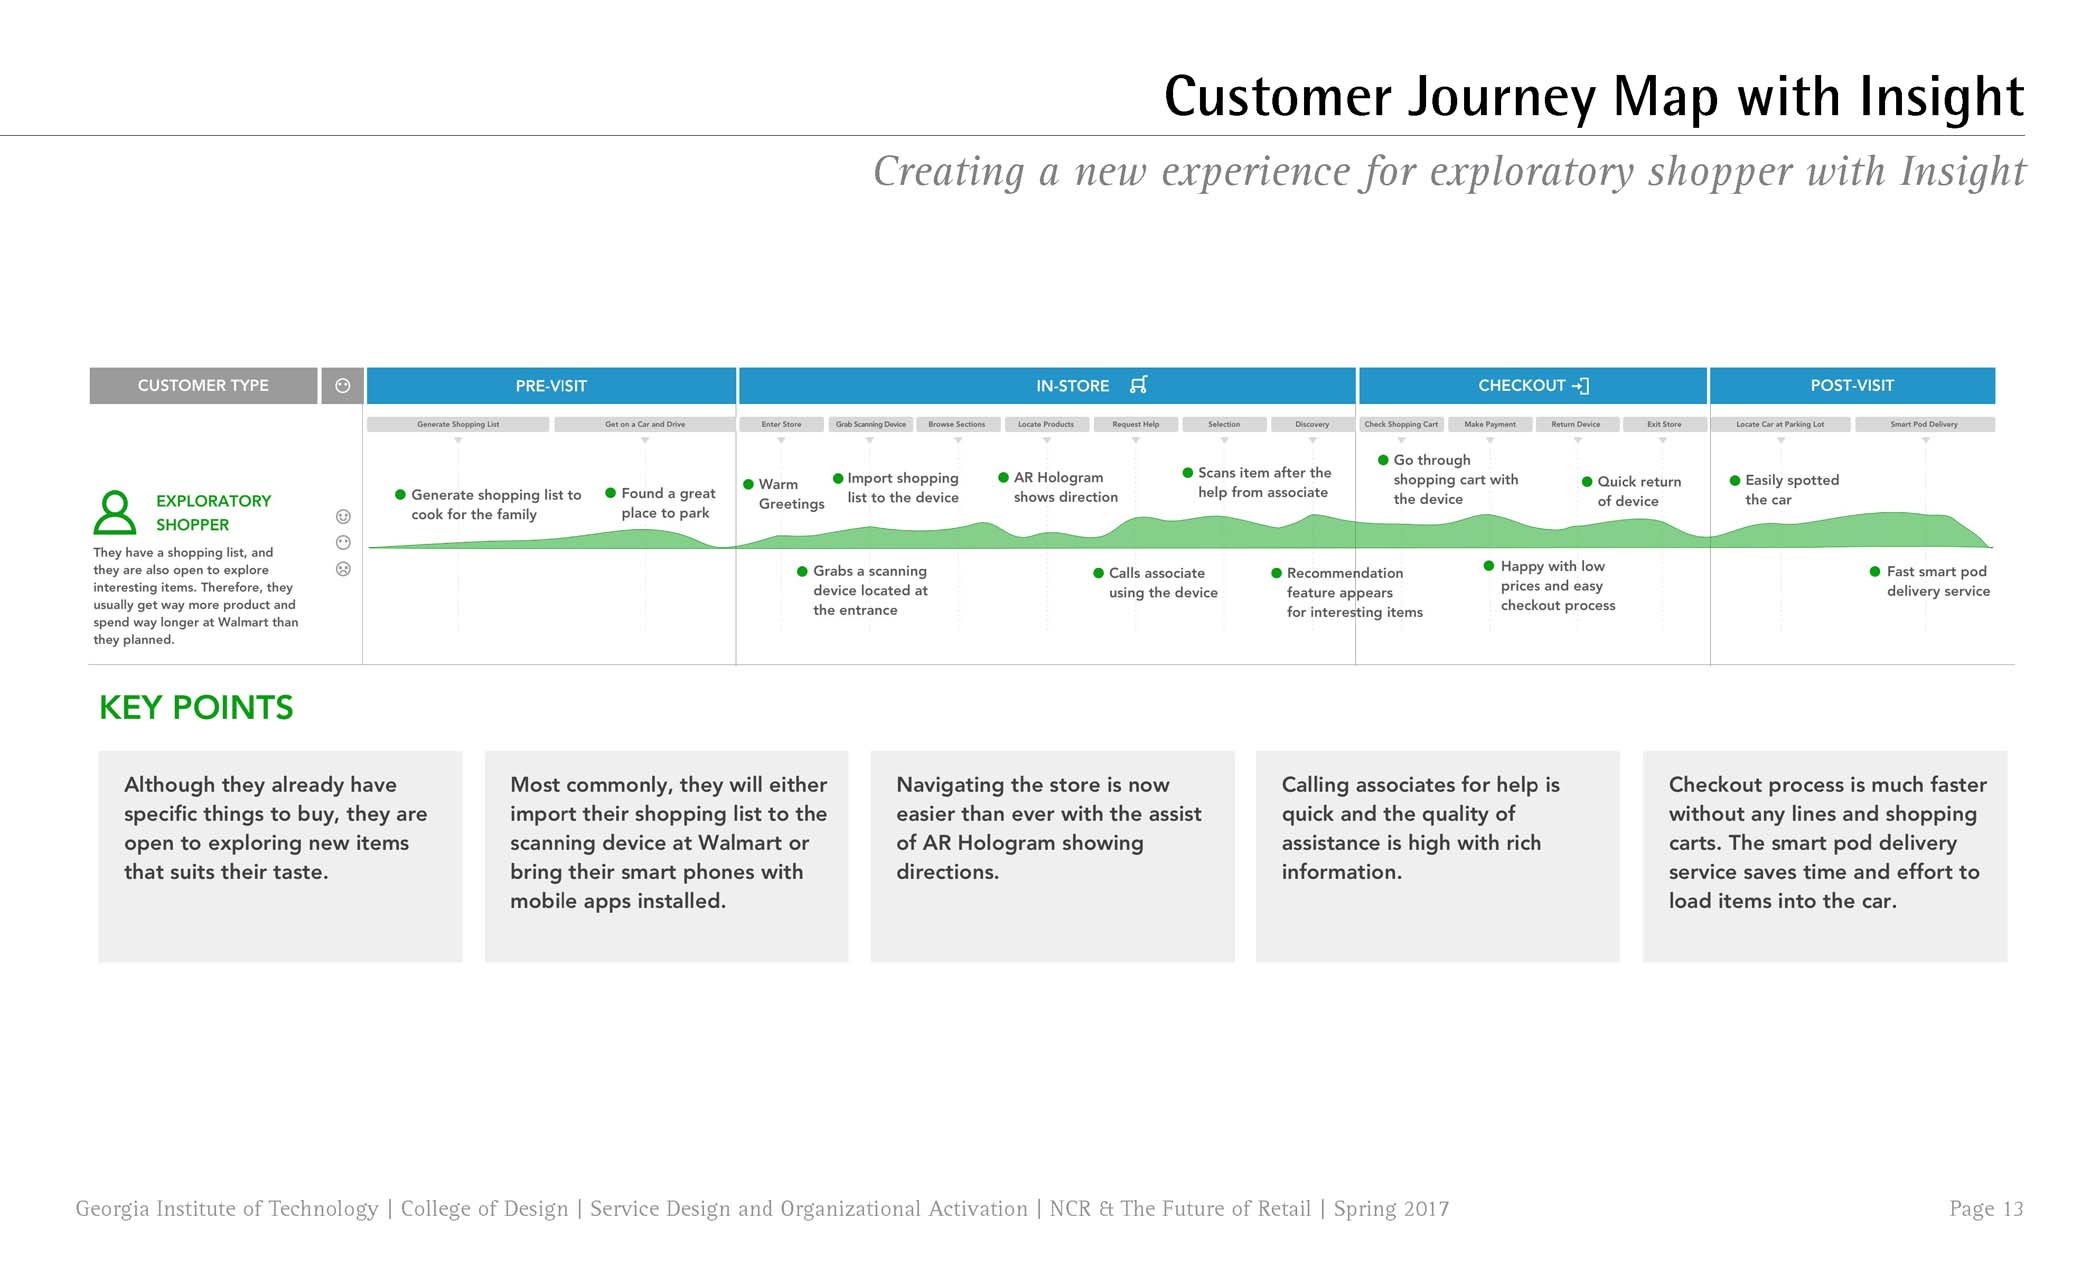 Customer Journey Map with Insight
Creating a new experience for exploratory shopper with Insight
CUSTOMER TYPE
PRE-VISIT
IN-STORE
CHECKOUT
POST-VISIT
Generate Shopping List
Get on a Car and Drive
Enter Store
Grab Scanning Device
Browse Sections
Locate Products
Request Help
Selection
Discovery
Check Shopping Cart
Make Payment
Return Device
Exit Store
Locate Car at Parking Lot
Smart Pod Delivery
EXPLORATORY
SHOPPER
They have a shopping list, and
they are also open to explore
interesting items. Therefore, they
usually get way more product and
spend way longer at Walmart than
they planned.
Generate shopping list to
cook for the family
Found a great
place to park
Warm
Greetings
Import shopping
list to the device
AR Hologram
shows direction
Scans item after the
help from associate
Go through
shopping cart with
the device
Quick return
of device
Easily spotted
the car
Grabs a scanning
device located at
the entrance
Calls associate
using the device
Recommendation
feature appears
for interesting items
Happy with low
prices and easy
checkout process
Fast smart pod
delivery service
KEY POINTS
Although they already have
specific things to buy, they are
open to exploring new items
that suits their taste.
Most commonly, they will either
import their shopping list to the
scanning device at Walmart or
bring their smart phones with
mobile apps installed.
Navigating the store is now
easier than ever with the assist
of AR Hologram showing
directions.
Calling associates for help is
quick and the quality of
assistance is high with rich
information.
Checkout process is much faster
without any lines and shopping
carts. The smart pod delivery
service saves time and effort to
load items into the car.
Georgia Institute of Technology | College of Design | Service Design and Organizational Activation | NCR & The Future of Retail | Spring 2017
Page 13